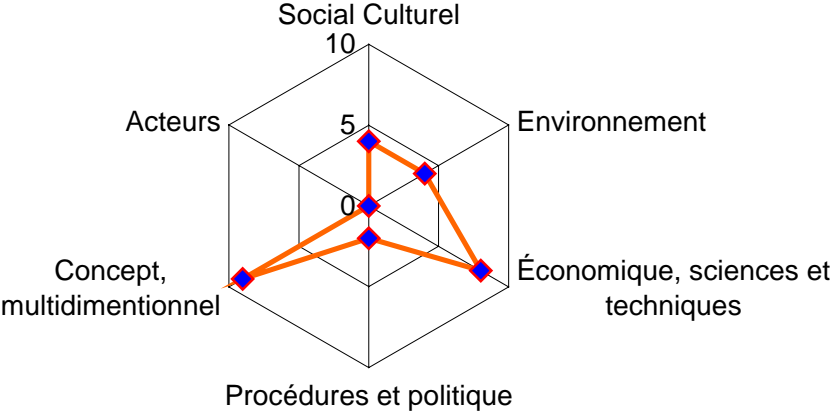 Social Culturel
10
Acteurs
5
Environnement
0
Concept,
multidimentionnel
Économique, sciences et
techniques
Procédures et politique